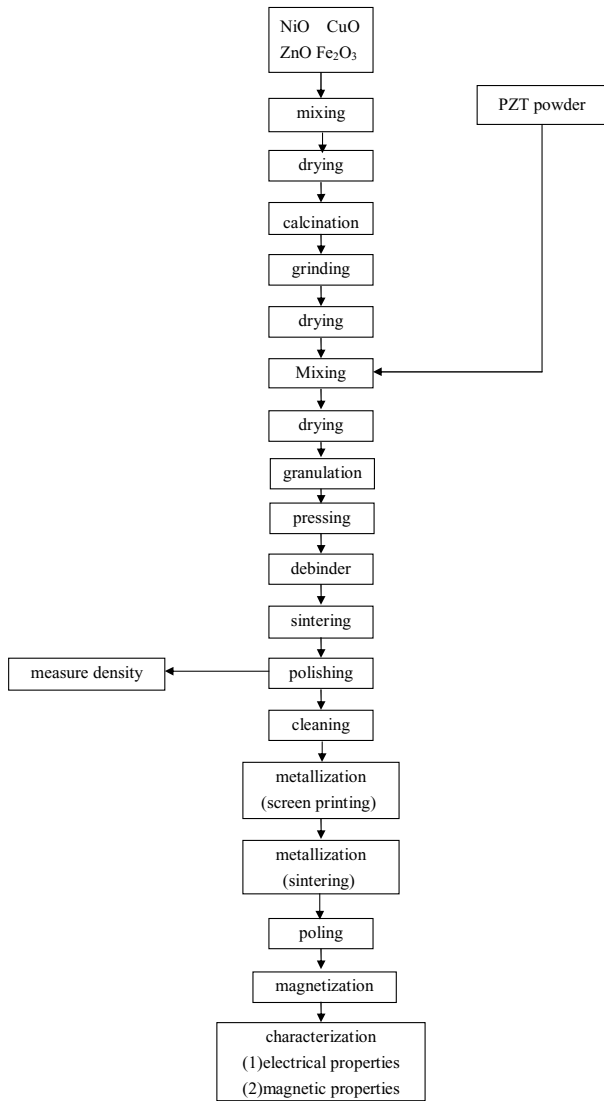 NiO CuO
ZnO Fe₂O₃
mixing
PZT powder
drying
calcination
grinding
drying
Mixing
drying
granulation
pressing
debinder
sintering
measure density
polishing
cleaning
metallization
(screen printing)
metallization
(sintering)
poling
magnetization
characterization
(1)electrical properties
(2)magnetic properties